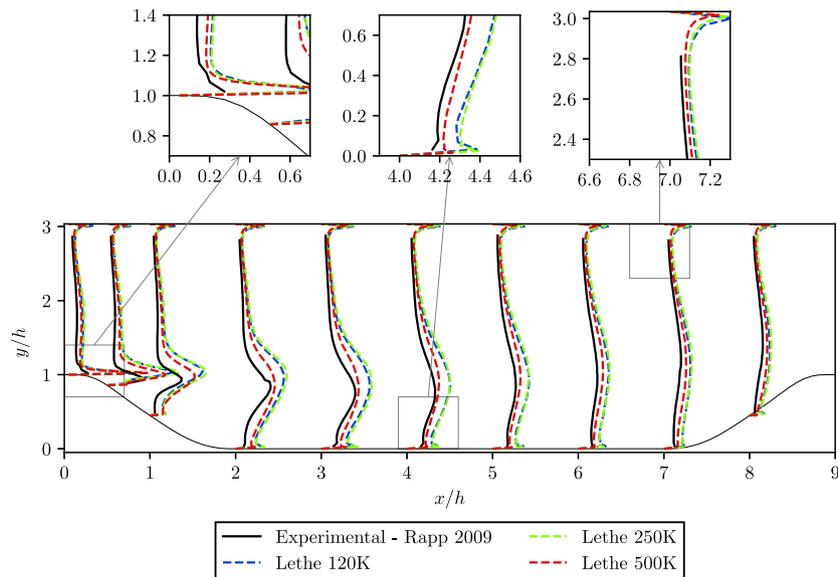 1.4
1.2
1.0
0.8
0.0 0.2 0.4 0.6
0.6
0.4
0.2
0.0
4.0 4.2 4.4 4.6
3.0
2.8
2.6
2.4
6.6 6.8 7.0 7.2
3
2
1
0
y/h
0 1 2 3 4 5 6 7 8 9
x/h
Experimental - Rapp 2009
Lethe 120K
Lethe 250K
Lethe 500K